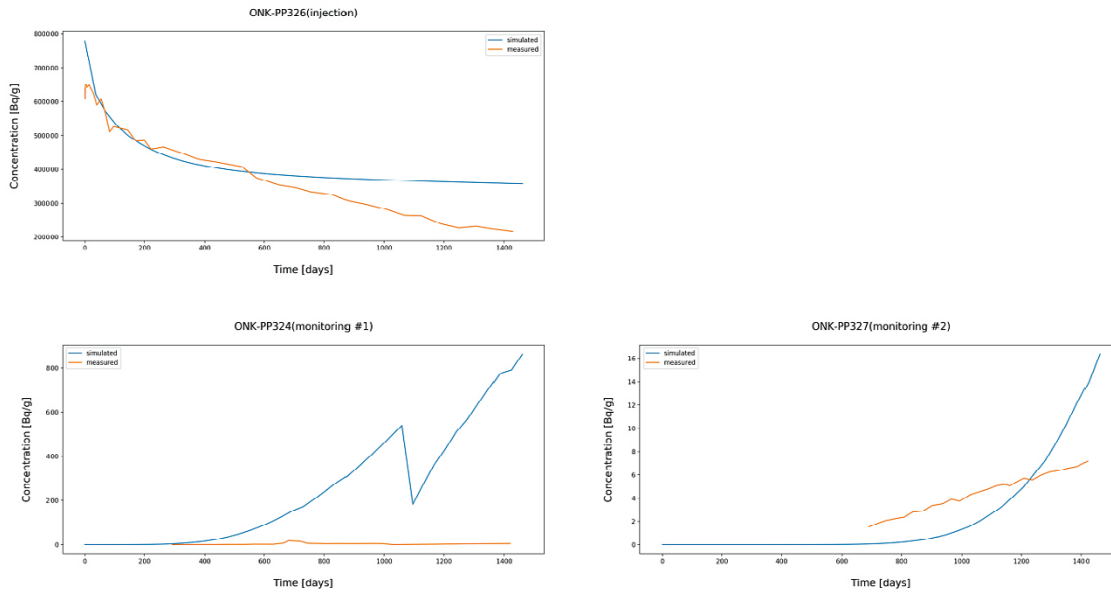 ONK-PP326(injection)
simulated
measured
Concentration [Bq/g]
800000
700000
600000
500000
400000
300000
200000
0 200 400 600 800 1000 1200 1400
Time [days]
ONK-PP324(monitoring #1)
simulated
measured
Concentration [Bq/g]
800
600
400
200
0
0 200 400 600 800 1000 1200 1400
Time [days]
ONK-PP327(monitoring #2)
simulated
measured
Concentration [Bq/g]
16
14
12
10
8
6
4
2
0
0 200 400 600 800 1000 1200 1400
Time [days]